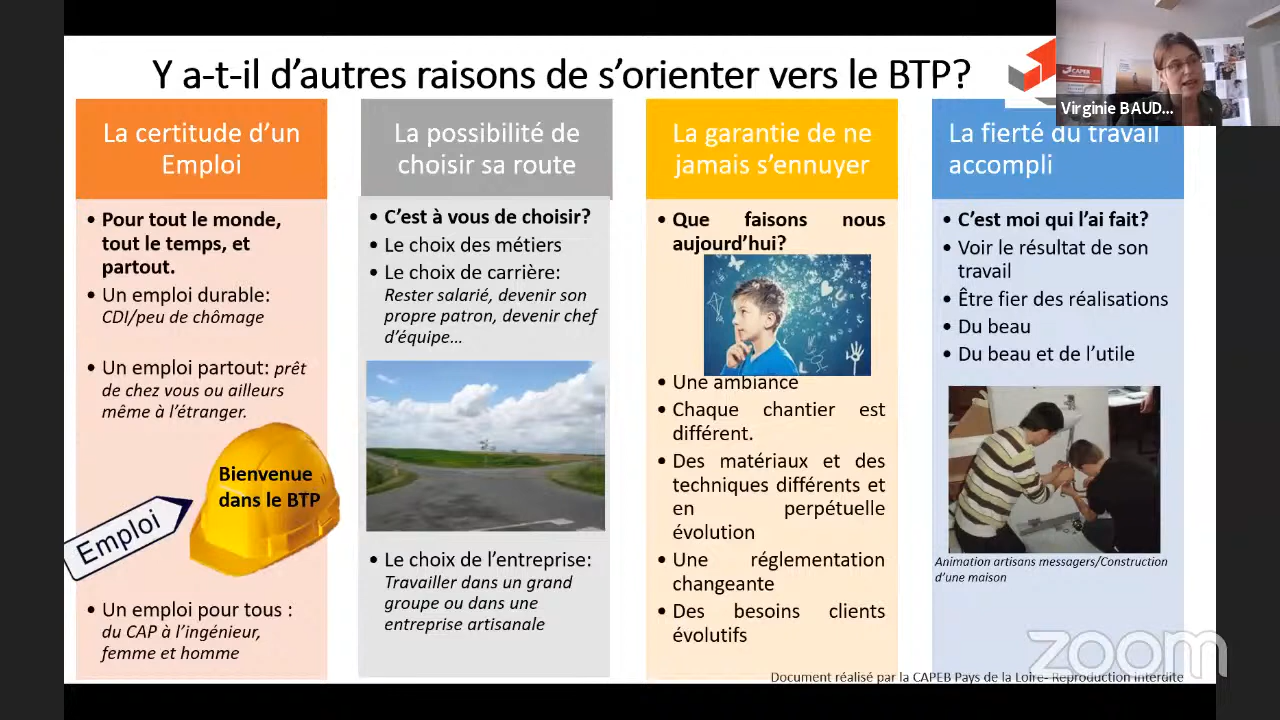 Y a-t-il d'autres raisons de s'orienter vers le BTP?
CAPEB
Virginie BAUD...
La certitude d'un
Emploi
• Pour tout le monde,
tout le temps, et
partout.
• Un emploi durable:
CDI/peu de chômage
• Un emploi partout: prêt
de chez vous ou ailleurs
même à l'étranger.
Bienvenue
dans le BTP
Emploi
• Un emploi pour tous :
du CAP à l'ingénieur,
femme et homme
La possibilité de
choisir sa route
• C'est à vous de choisir?
• Le choix des métiers
• Le choix de carrière:
Rester salarié, devenir son
propre patron, devenir chef
d'équipe...
• Le choix de l'entreprise:
Travailler dans un grand
groupe ou dans une
entreprise artisanale
La garantie de ne
jamais s'ennuyer
• Que faisons nous
aujourd'hui?
• Une ambiance
• Chaque chantier est
différent.
• Des matériaux et des
techniques différents et
en perpétuelle
évolution
• Une réglementation
changeante
• Des besoins clients
évolutifs
La fierté du travail
accompli
• C'est moi qui l'ai fait?
• Voir le résultat de son
travail
• Être fier des réalisations
• Du beau
• Du beau et de l'utile
Animation artisans messagers/Construction
d'une maison
zoom
Document réalisé par la CAPEB Pays de la Loire- Reproduction interdite